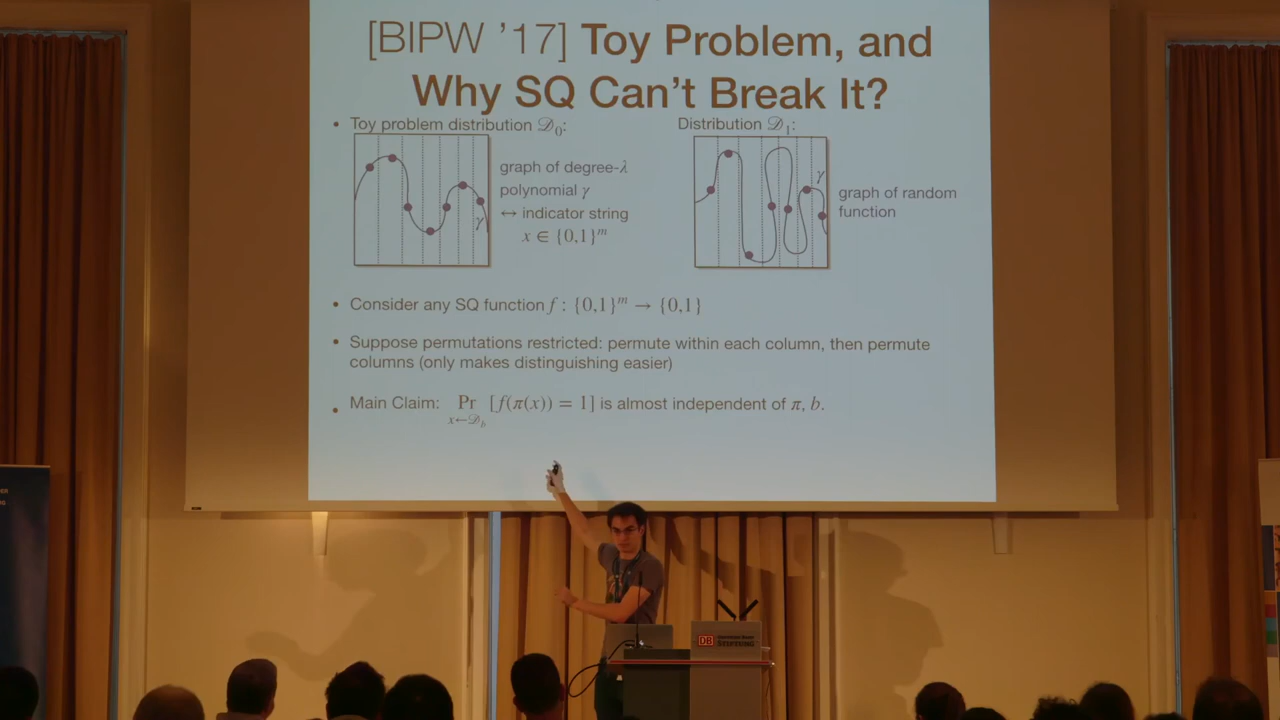 [BIPW ’17] Toy Problem, and
Why SQ Can’t Break It?
• Toy problem distribution 𝒟₀:
γ
graph of degree-λ
polynomial γ
↔ indicator string
x ∈ {0,1}ᵐ
Distribution 𝒟₁:
γ
graph of random
function
• Consider any SQ function f : {0,1}ᵐ → {0,1}
• Suppose permutations restricted: permute within each column, then permute
columns (only makes distinguishing easier)
• Main Claim: Pr [f(π(x)) = 1] is almost independent of π, b.
x←𝒟_b
DB
STIFTUNG